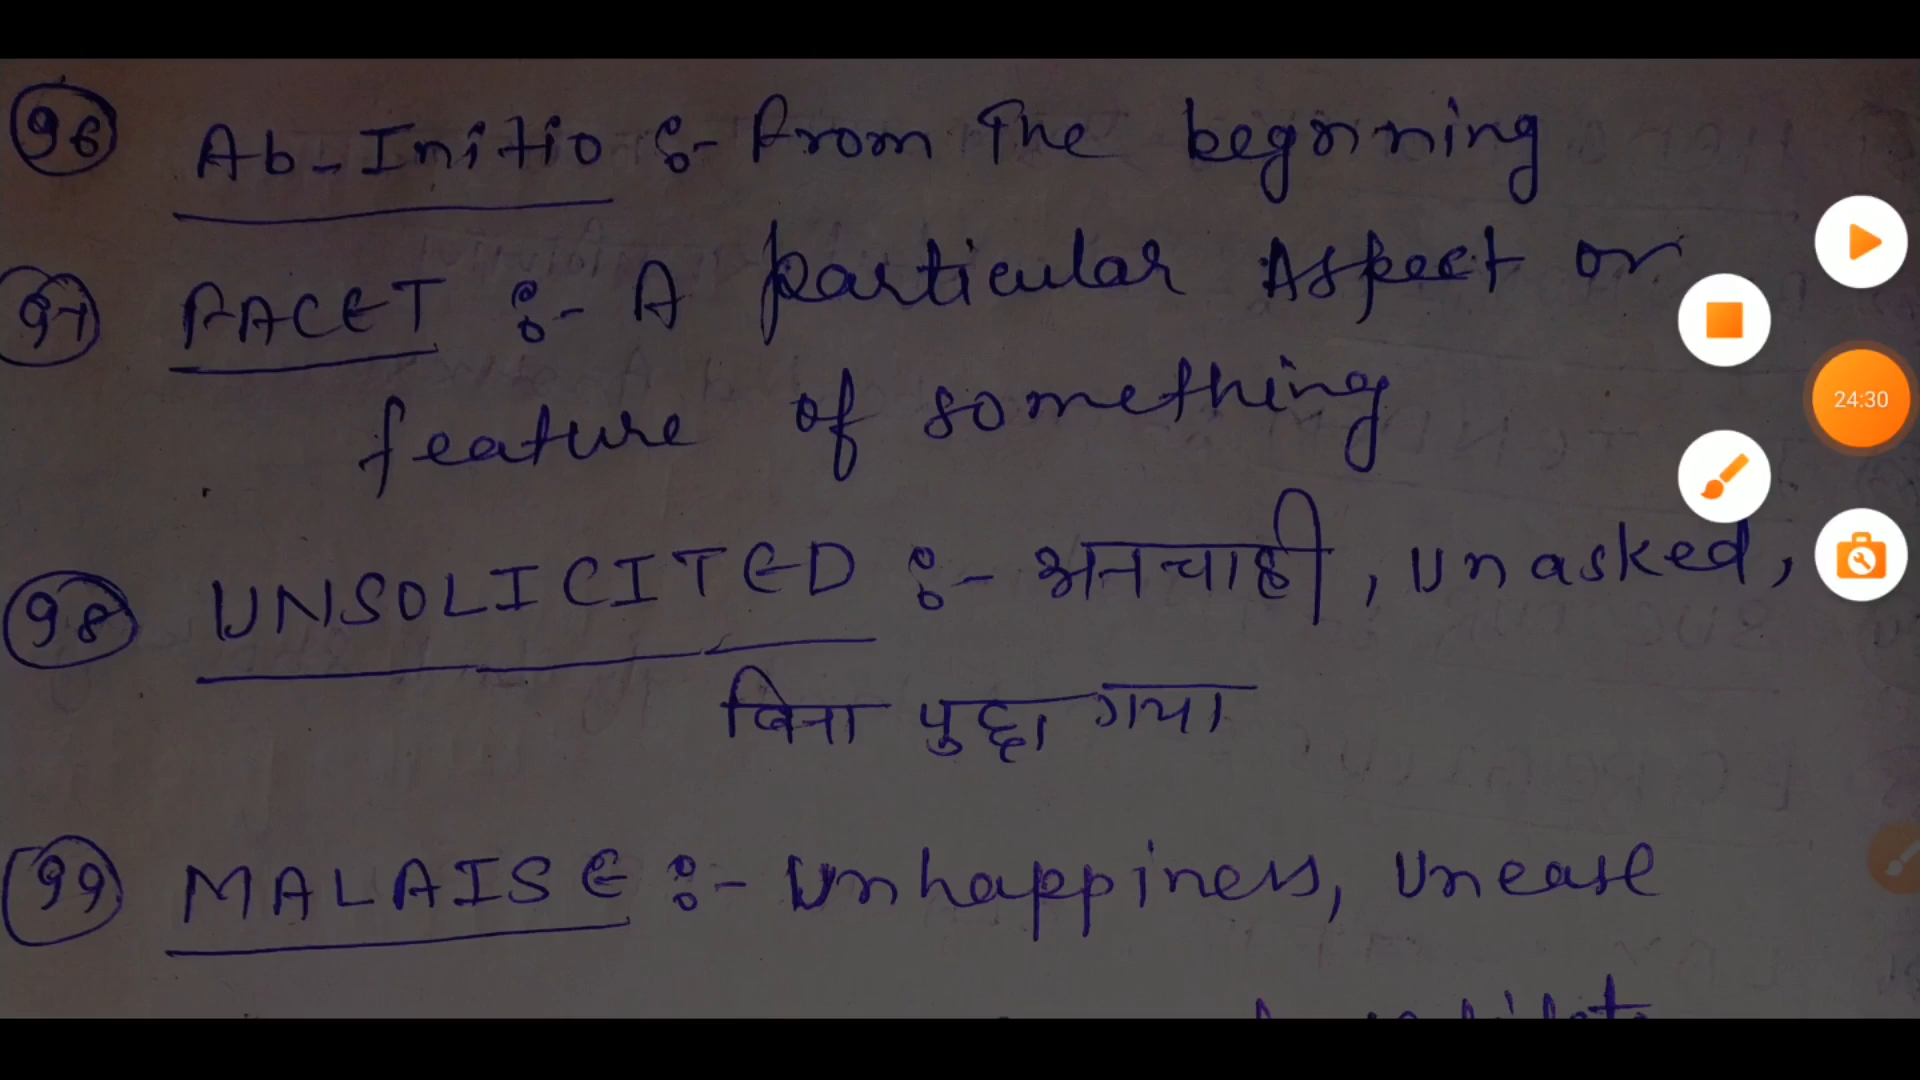 96 Ab-Initio :- From The beginning
97 FACET :- A particular Aspect or
feature of something
24:30
98 UNSOLICITED :- अनचाही, Unasked,
बिना पुछा गया
99 MALAISE :- Unhappiness, Unease